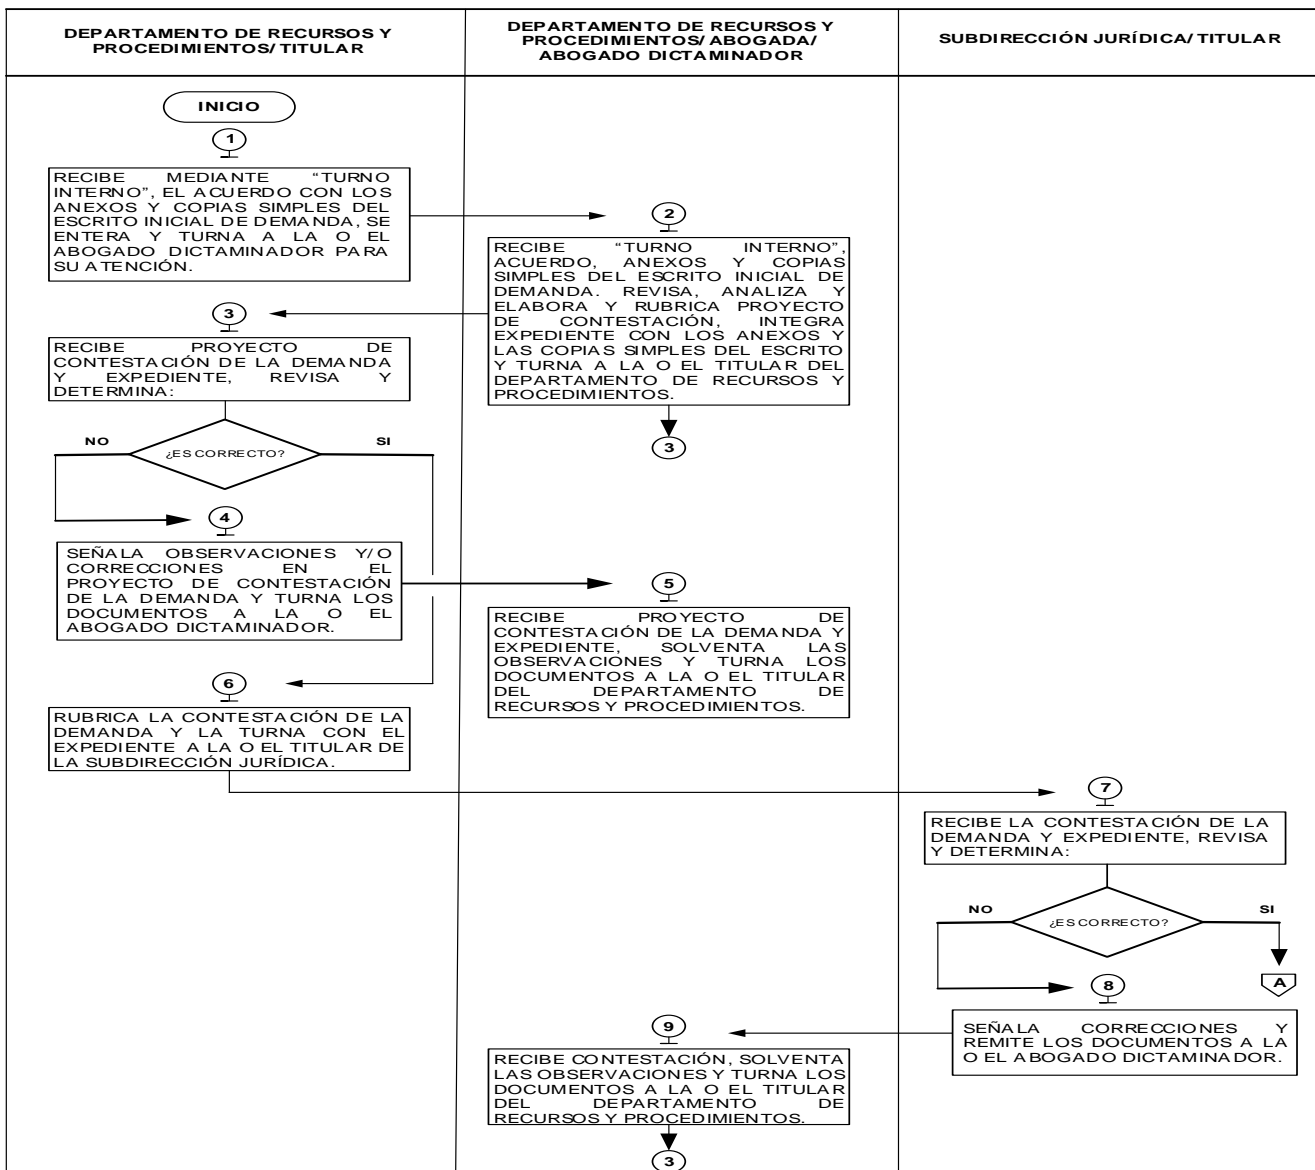 DEPARTAMENTO DE RECURSOS Y
PROCEDIMIENTOS/ TITULAR
DEPARTAMENTO DE RECURSOS Y
PROCEDIMIENTOS/ ABOGADA/
ABOGADO DICTAMINADOR
SUBDIRECCIÓN JURÍDICA/ TITULAR
INICIO
1
RECIBE MEDIANTE “TURNO
INTERNO”, EL ACUERDO CON LOS
ANEXOS Y COPIAS SIMPLES DEL
ESCRITO INICIAL DE DEMANDA, SE
ENTERA Y TURNA A LA O EL
ABOGADO DICTAMINADOR PARA
SU ATENCIÓN.
2
RECIBE “TURNO INTERNO”,
ACUERDO, ANEXOS Y COPIAS
SIMPLES DEL ESCRITO INICIAL DE
DEMANDA. REVISA, ANALIZA Y
ELABORA Y RUBRICA PROYECTO
DE CONTESTACIÓN, INTEGRA
EXPEDIENTE CON LOS ANEXOS Y
LAS COPIAS SIMPLES DEL ESCRITO
Y TURNA A LA O EL TITULAR DEL
DEPARTAMENTO DE RECURSOS Y
PROCEDIMIENTOS.
3
3
RECIBE PROYECTO DE
CONTESTACIÓN DE LA DEMANDA
Y EXPEDIENTE, REVISA Y
DETERMINA:
NO
¿ES CORRECTO?
SI
4
SEÑALA OBSERVACIONES Y/O
CORRECCIONES EN EL
PROYECTO DE CONTESTACIÓN
DE LA DEMANDA Y TURNA LOS
DOCUMENTOS A LA O EL
ABOGADO DICTAMINADOR.
5
RECIBE PROYECTO DE
CONTESTACIÓN DE LA DEMANDA Y
EXPEDIENTE, SOLVENTA LAS
OBSERVACIONES Y TURNA LOS
DOCUMENTOS A LA O EL TITULAR
DEL DEPARTAMENTO DE
RECURSOS Y PROCEDIMIENTOS.
6
RUBRICA LA CONTESTACIÓN DE LA
DEMANDA Y LA TURNA CON EL
EXPEDIENTE A LA O EL TITULAR DE
LA SUBDIRECCIÓN JURÍDICA.
7
RECIBE LA CONTESTACIÓN DE LA
DEMANDA Y EXPEDIENTE, REVISA
Y DETERMINA:
NO
¿ES CORRECTO?
SI
A
8
SEÑALA CORRECCIONES Y
REMITE LOS DOCUMENTOS A LA
O EL ABOGADO DICTAMINADOR.
9
RECIBE CONTESTACIÓN, SOLVENTA
LAS OBSERVACIONES Y TURNA LOS
DOCUMENTOS A LA O EL TITULAR
DEL DEPARTAMENTO DE
RECURSOS Y PROCEDIMIENTOS.
3